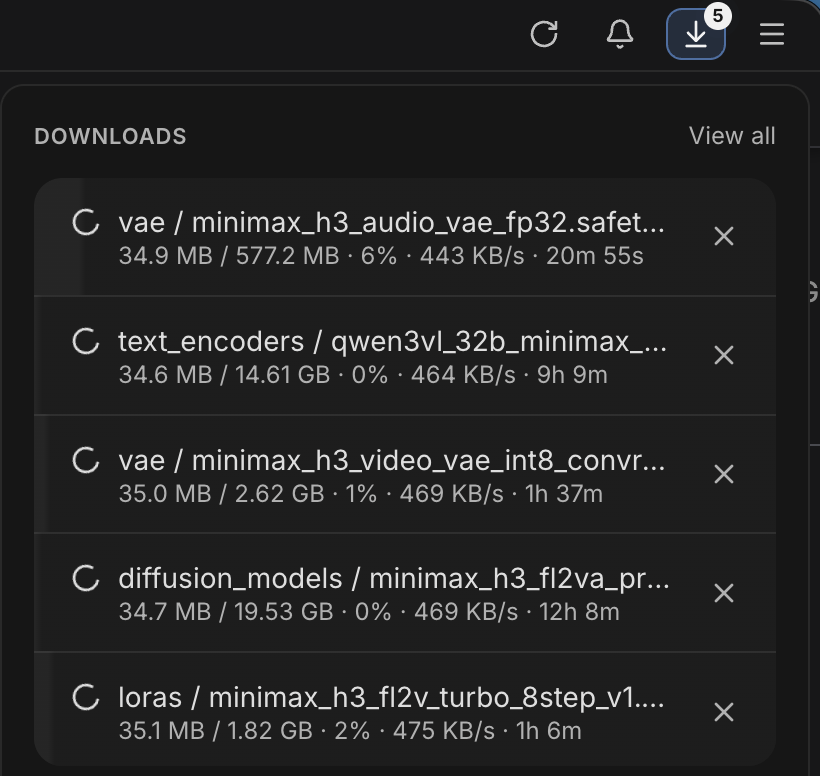 5
DOWNLOADS
View all
vae / minimax_h3_audio_vae_fp32.safet...
34.9 MB / 577.2 MB · 6% · 443 KB/s · 20m 55s
text_encoders / qwen3vl_32b_minimax_...
34.6 MB / 14.61 GB · 0% · 464 KB/s · 9h 9m
vae / minimax_h3_video_vae_int8_convr...
35.0 MB / 2.62 GB · 1% · 469 KB/s · 1h 37m
diffusion_models / minimax_h3_fl2va_pr...
34.7 MB / 19.53 GB · 0% · 469 KB/s · 12h 8m
loras / minimax_h3_fl2v_turbo_8step_v1....
35.1 MB / 1.82 GB · 2% · 475 KB/s · 1h 6m